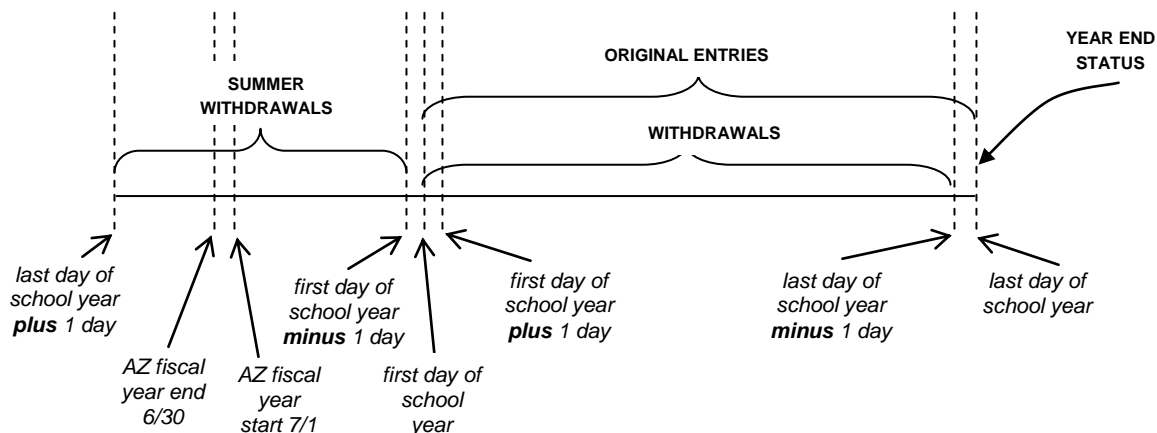 YEAR END
STATUS
ORIGINAL ENTRIES
SUMMER
WITHDRAWALS
WITHDRAWALS
last day of
school year
plus 1 day
AZ fiscal
year end
6/30
AZ fiscal
year
start 7/1
first day of
school year
minus 1 day
first day of
school
year
first day of
school year
plus 1 day
last day of
school year
minus 1 day
last day of
school year